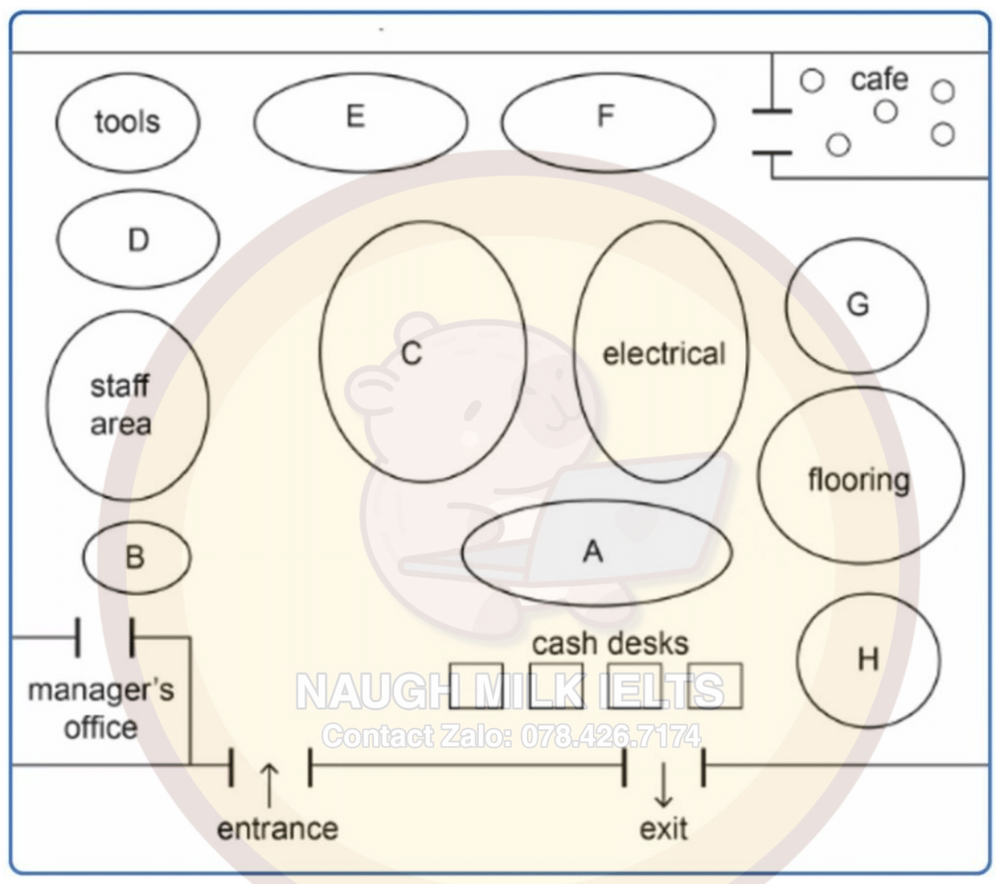 tools
E
F
cafe
D
G
C
electrical
staff
area
flooring
B
A
cash desks
H
manager's
office
NAUGH MILK IELTS
Contact Zalo: 078.426.7174
entrance
exit